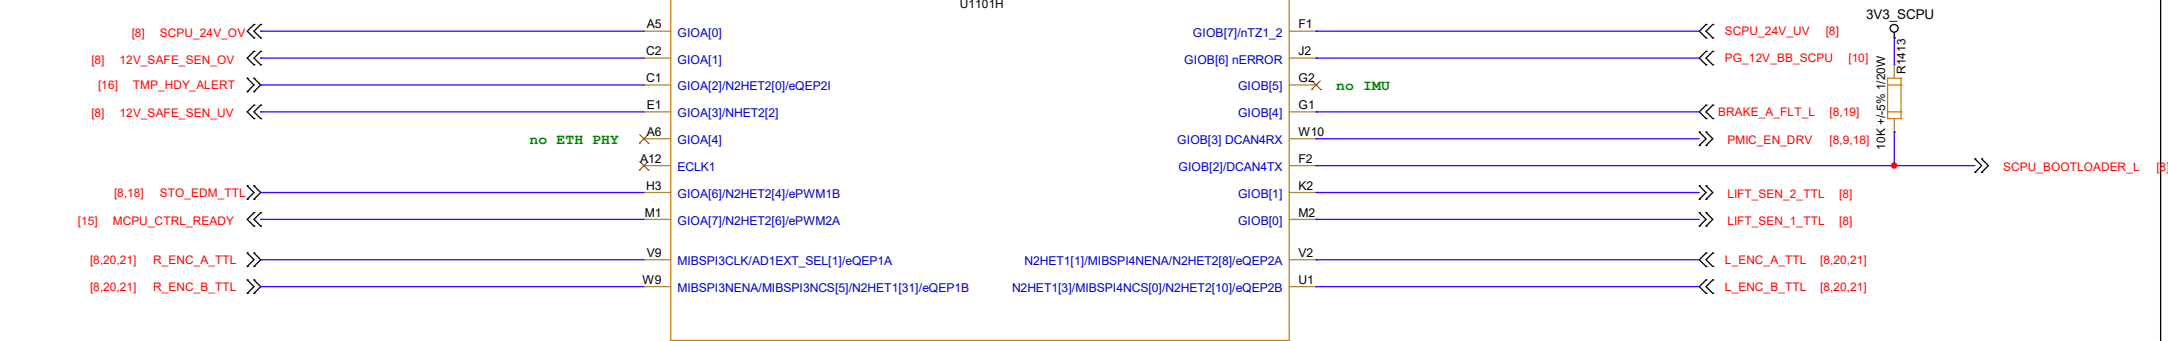 U1101H
3V3_SCPU
[8] SCPU_24V_OV A5 GIOA[0] GIOB[7]/nTZ1_2 F1 SCPU_24V_UV [8]
[8] 12V_SAFE_SEN_OV C2 GIOA[1] GIOB[6] nERROR J2 PG_12V_BB_SCPU [10]
[16] TMP_HDY_ALERT C1 GIOA[2]/N2HET2[0]/eQEP2I GIOB[5] G2 no IMU
R1413
10K +/-5% 1/20W
[8] 12V_SAFE_SEN_UV E1 GIOA[3]/NHET2[2] GIOB[4] G1 BRAKE_A_FLT_L [8,19]
no ETH PHY A6 GIOA[4] GIOB[3] DCAN4RX W10 PMIC_EN_DRV [8,9,18]
A12 ECLK1 GIOB[2]/DCAN4TX F2 SCPU_BOOTLOADER_L [8]
[8,18] STO_EDM_TTL H3 GIOA[6]/N2HET2[4]/ePWM1B GIOB[1] K2 LIFT_SEN_2_TTL [8]
[15] MCPU_CTRL_READY M1 GIOA[7]/N2HET2[6]/ePWM2A GIOB[0] M2 LIFT_SEN_1_TTL [8]
[8,20,21] R_ENC_A_TTL V9 MIBSPI3CLK/AD1EXT_SEL[1]/eQEP1A N2HET1[1]/MIBSPI4NENA/N2HET2[8]/eQEP2A V2 L_ENC_A_TTL [8,20,21]
[8,20,21] R_ENC_B_TTL W9 MIBSPI3NENA/MIBSPI3NCS[5]/N2HET1[31]/eQEP1B N2HET1[3]/MIBSPI4NCS[0]/N2HET2[10]/eQEP2B U1 L_ENC_B_TTL [8,20,21]